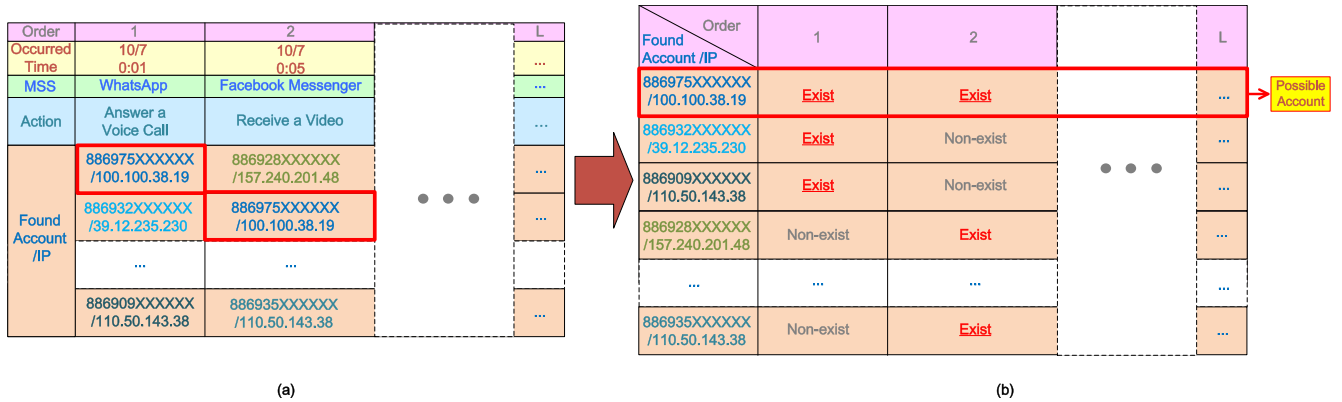 Order 1 2 L
Occurred Time 10/7 0:01 10/7 0:05 ...
MSS WhatsApp Facebook Messenger ...
Action Answer a Voice Call Receive a Video ...
Found Account /IP
886975XXXXXX /100.100.38.19 886928XXXXXX /157.240.201.48 ...
886932XXXXXX /39.12.235.230 886975XXXXXX /100.100.38.19 ...
... ...
886909XXXXXX /110.50.143.38 886935XXXXXX /110.50.143.38 ...
(a)
Order
Found Account /IP 1 2 L
886975XXXXXX /100.100.38.19 Exist Exist ...
Possible Account
886932XXXXXX /39.12.235.230 Exist Non-exist ...
886909XXXXXX /110.50.143.38 Exist Non-exist ...
886928XXXXXX /157.240.201.48 Non-exist Exist ...
... ... ... ...
886935XXXXXX /110.50.143.38 Non-exist Exist ...
(b)